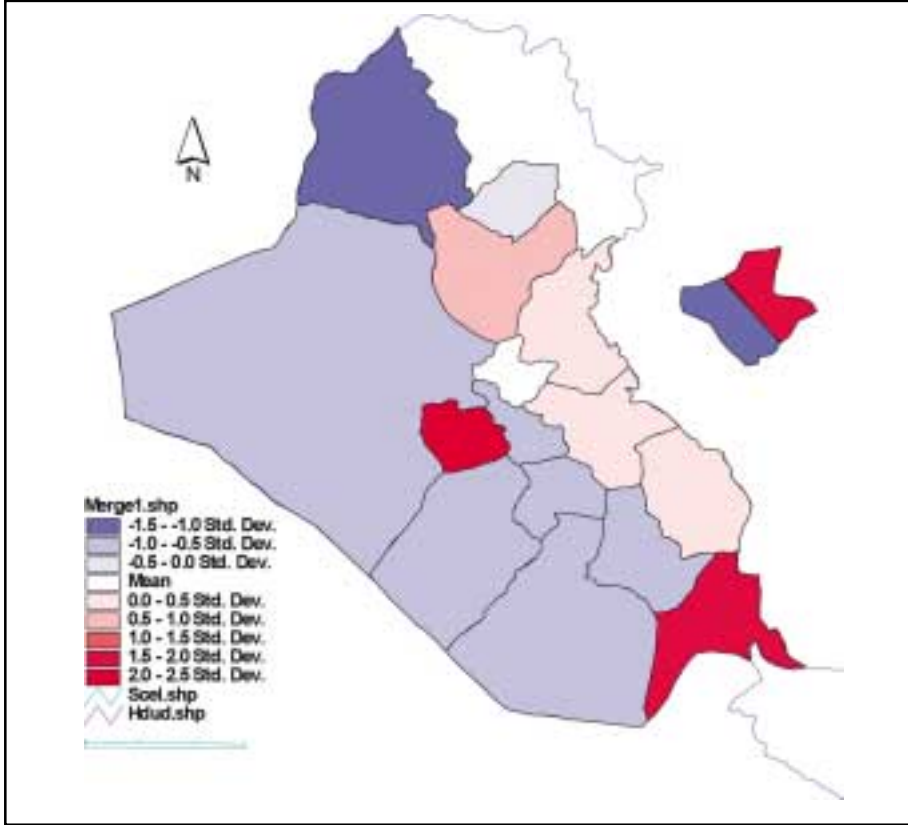 N
Merge1.shp
-1.5 - -1.0 Std. Dev.
-1.0 - -0.5 Std. Dev.
-0.5 - 0.0 Std. Dev.
Mean
0.0 - 0.5 Std. Dev.
0.5 - 1.0 Std. Dev.
1.0 - 1.5 Std. Dev.
1.5 - 2.0 Std. Dev.
2.0 - 2.5 Std. Dev.
Scel.shp
Hdud.shp